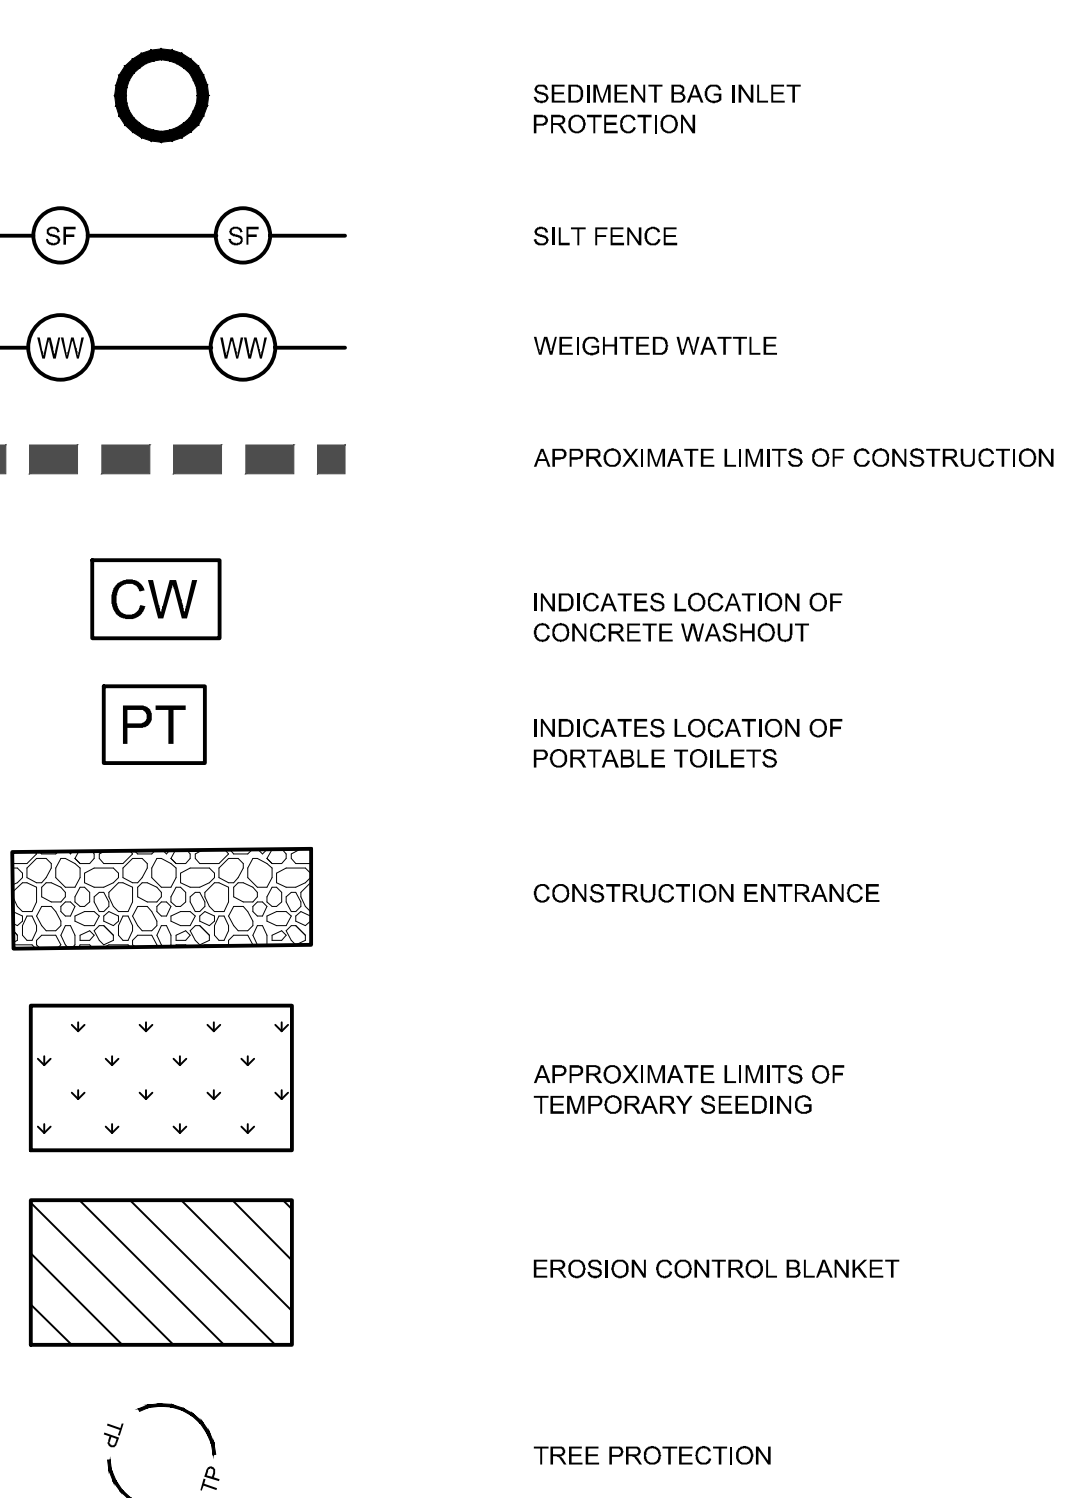 SEDIMENT BAG INLET
PROTECTION
SF SF SILT FENCE
WW WW WEIGHTED WATTLE
APPROXIMATE LIMITS OF CONSTRUCTION
CW INDICATES LOCATION OF
CONCRETE WASHOUT
PT INDICATES LOCATION OF
PORTABLE TOILETS
CONSTRUCTION ENTRANCE
APPROXIMATE LIMITS OF
TEMPORARY SEEDING
EROSION CONTROL BLANKET
TP TP TREE PROTECTION